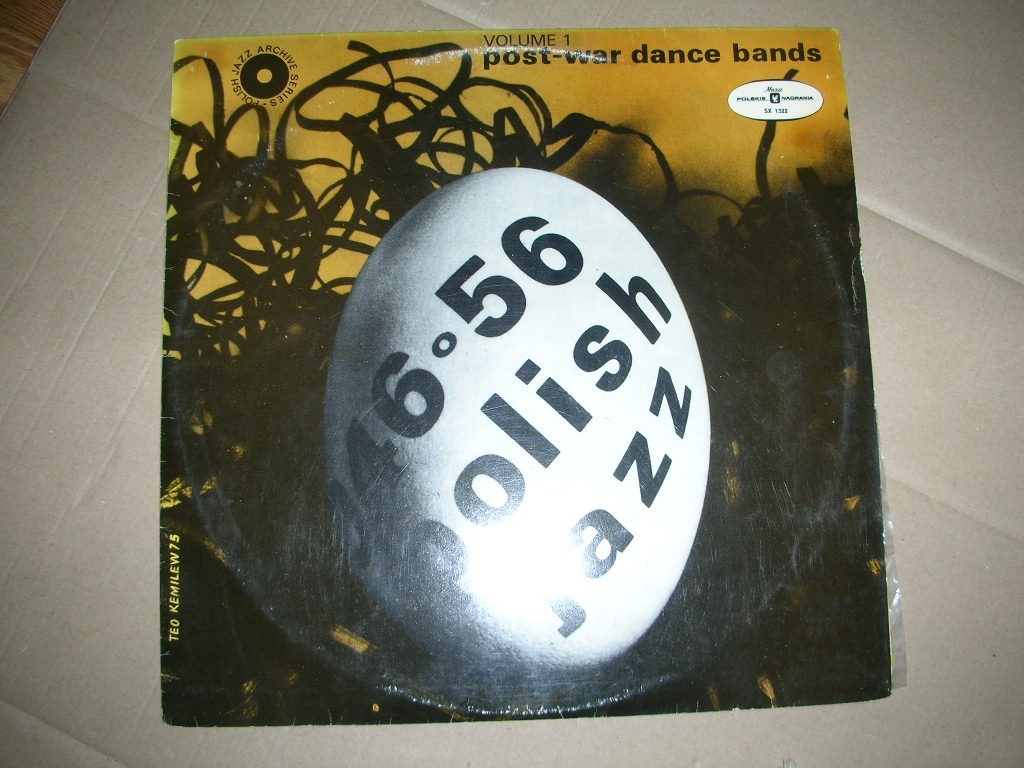 POLISH JAZZ ARCHIVE SERIES •
VOLUME 1
post-war dance bands
Muza
POLSKIE NAGRANIA
SX 1322
46•56
polish
jazz
TEO KEMILEW 75